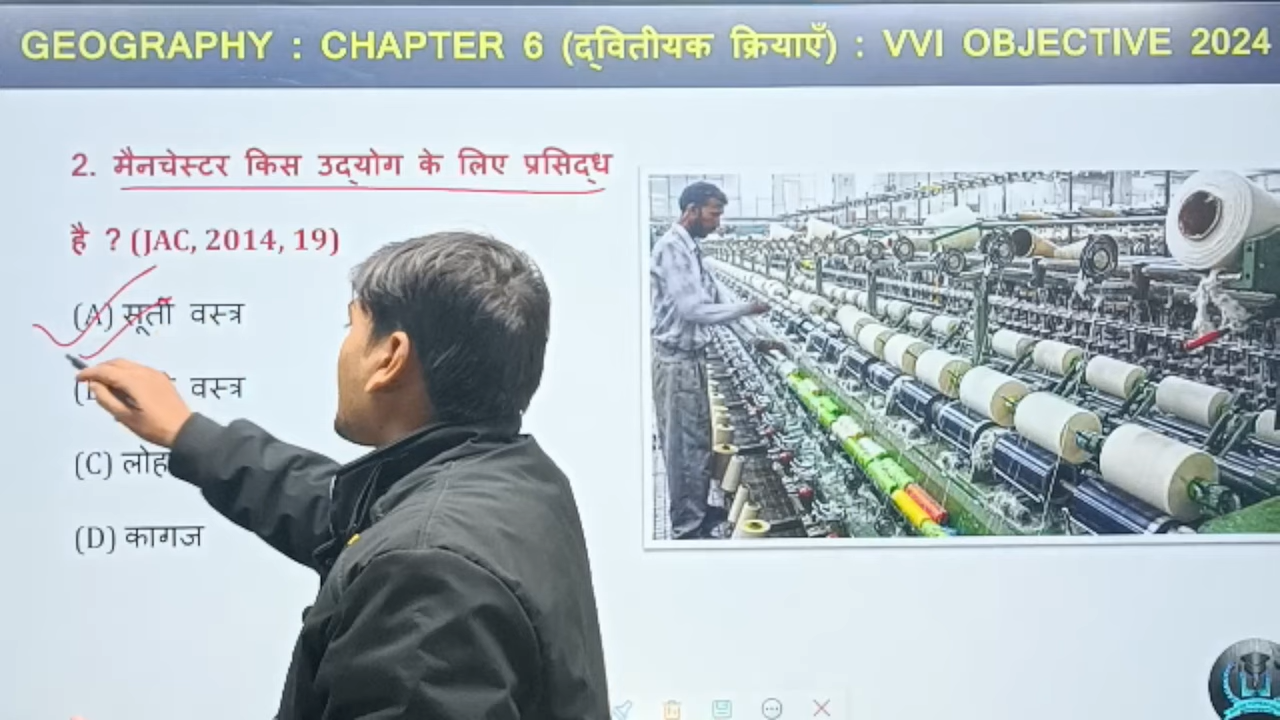 GEOGRAPHY : CHAPTER 6 (द्वितीयक क्रियाएँ) : VVI OBJECTIVE 2024
2. मैनचेस्टर किस उद्योग के लिए प्रसिद्ध
है ? (JAC, 2014, 19)
(A) सूती वस्त्र
वस्त्र
(C)
(D) कागज